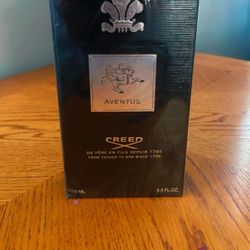 AVENTUS
CREED
DE PÈRE EN FILS DEPUIS 1760
FROM FATHER TO SON SINCE 1760
3.3 FL.OZ.